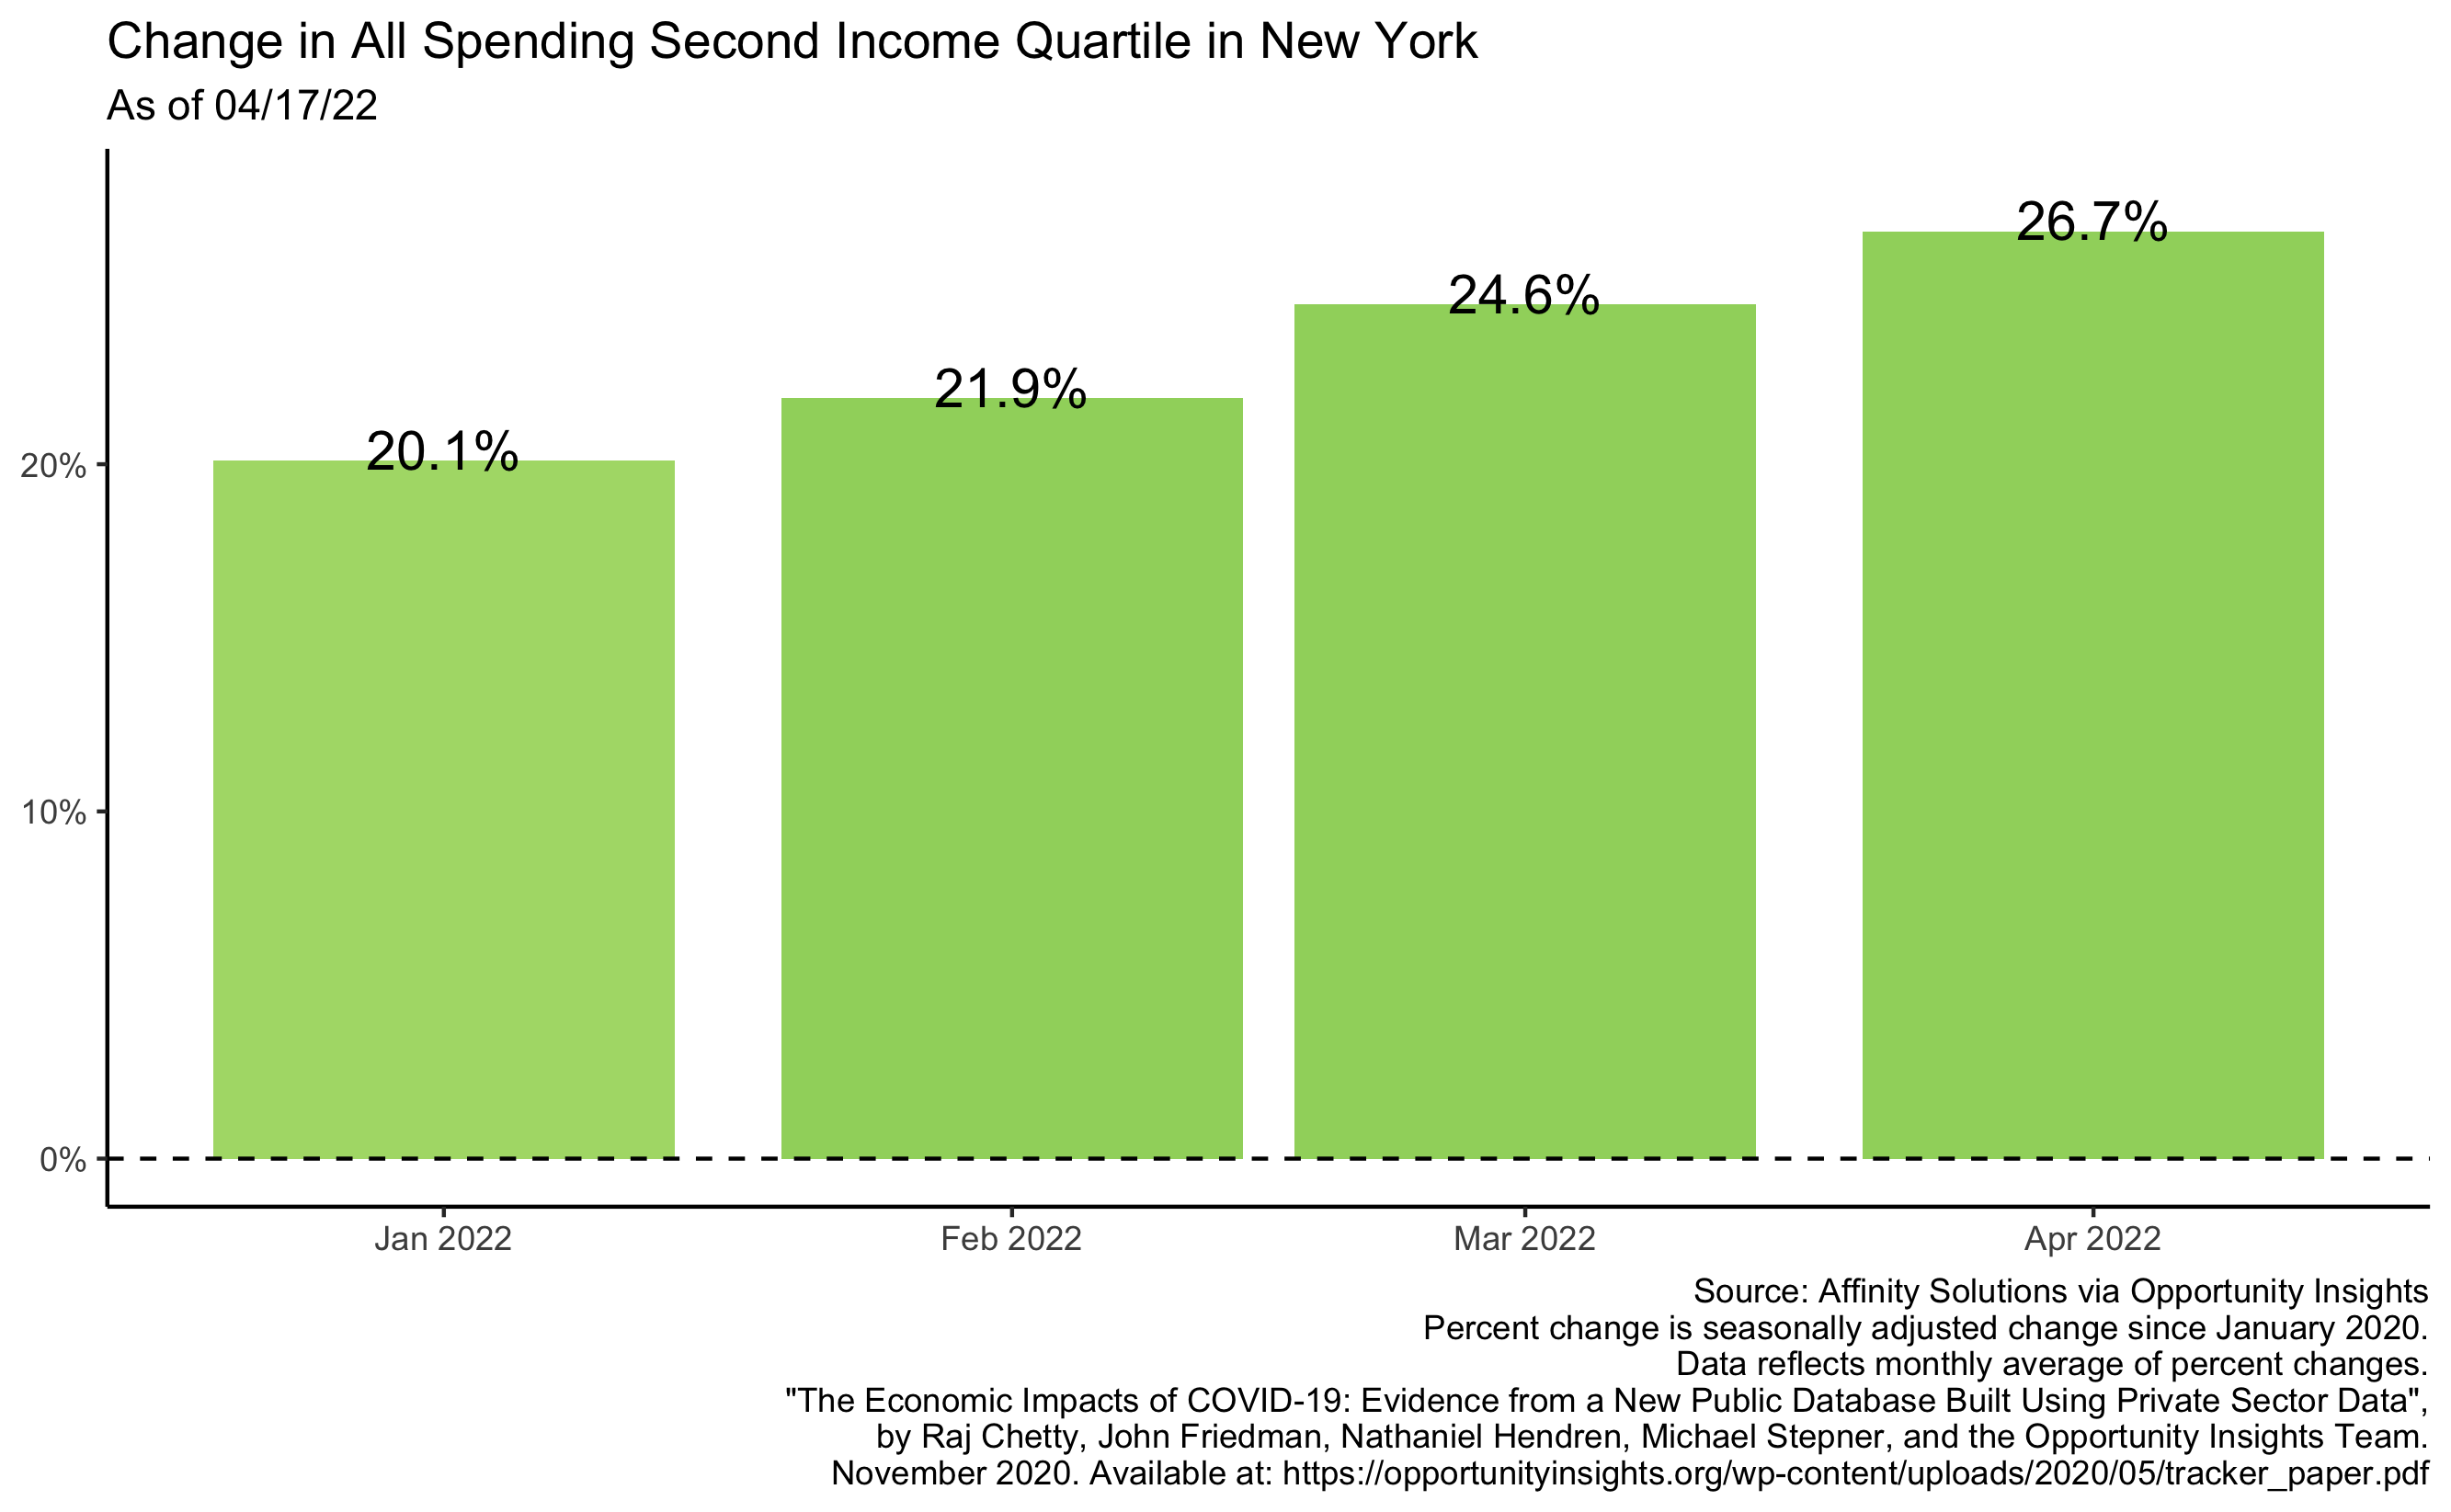 Change in All Spending Second Income Quartile in New York
As of 04/17/22
26.7%
24.6%
21.9%
20.1%
20%
10%
0%
Jan 2022
Feb 2022
Mar 2022
Apr 2022
Source: Affinity Solutions via Opportunity Insights
Percent change is seasonally adjusted change since January 2020.
Data reflects monthly average of percent changes.
"The Economic Impacts of COVID-19: Evidence from a New Public Database Built Using Private Sector Data",
by Raj Chetty, John Friedman, Nathaniel Hendren, Michael Stepner, and the Opportunity Insights Team.
November 2020. Available at: https://opportunityinsights.org/wp-content/uploads/2020/05/tracker_paper.pdf